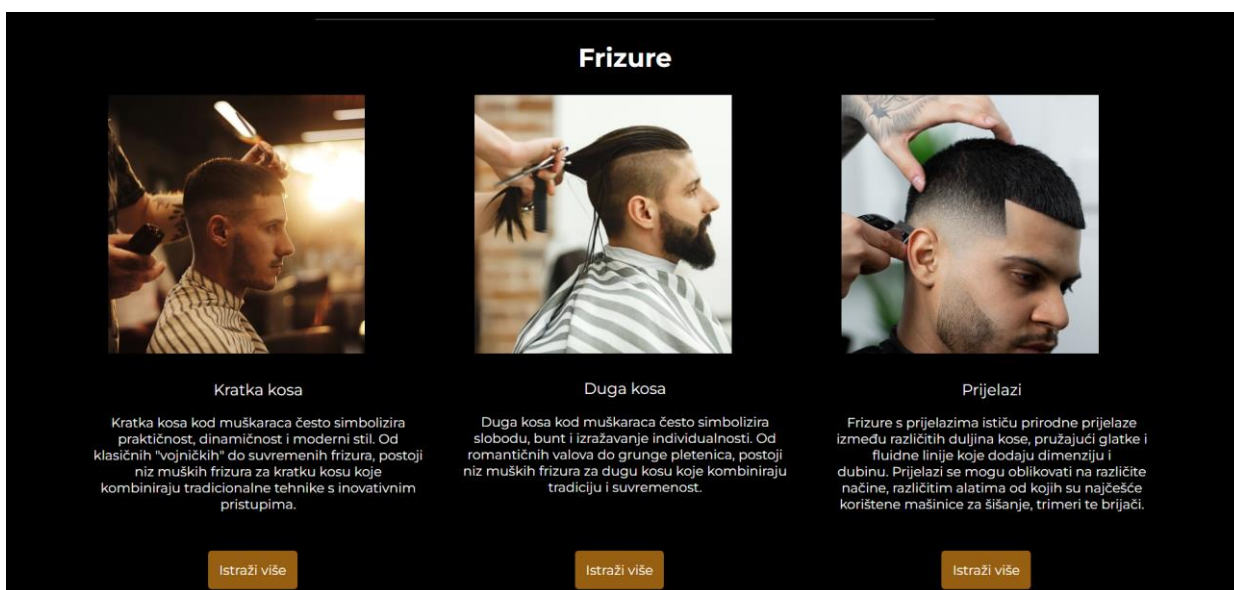 Frizure
Kratka kosa
Kratka kosa kod muškaraca često simbolizira
praktičnost, dinamičnost i moderni stil. Od
klasičnih "vojničkih" do suvremenih frizura, postoji
niz muških frizura za kratku kosu koje
kombiniraju tradicionalne tehnike s inovativnim
pristupima.
Istraži više
Duga kosa
Duga kosa kod muškaraca često simbolizira
slobodu, bunt i izražavanje individualnosti. Od
romantičnih valova do grunge pletenica, postoji
niz muških frizura za dugu kosu koje kombiniraju
tradiciju i suvremenost.
Istraži više
Prijelazi
Frizure s prijelazima ističu prirodne prijelaze
između različitih duljina kose, pružajući glatke i
fluidne linije koje dodaju dimenziju i
dubinu. Prijelazi se mogu oblikovati na različite
načine, različitim alatima od kojih su najčešće
korištene mašinice za šišanje, trimeri te brijači.
Istraži više